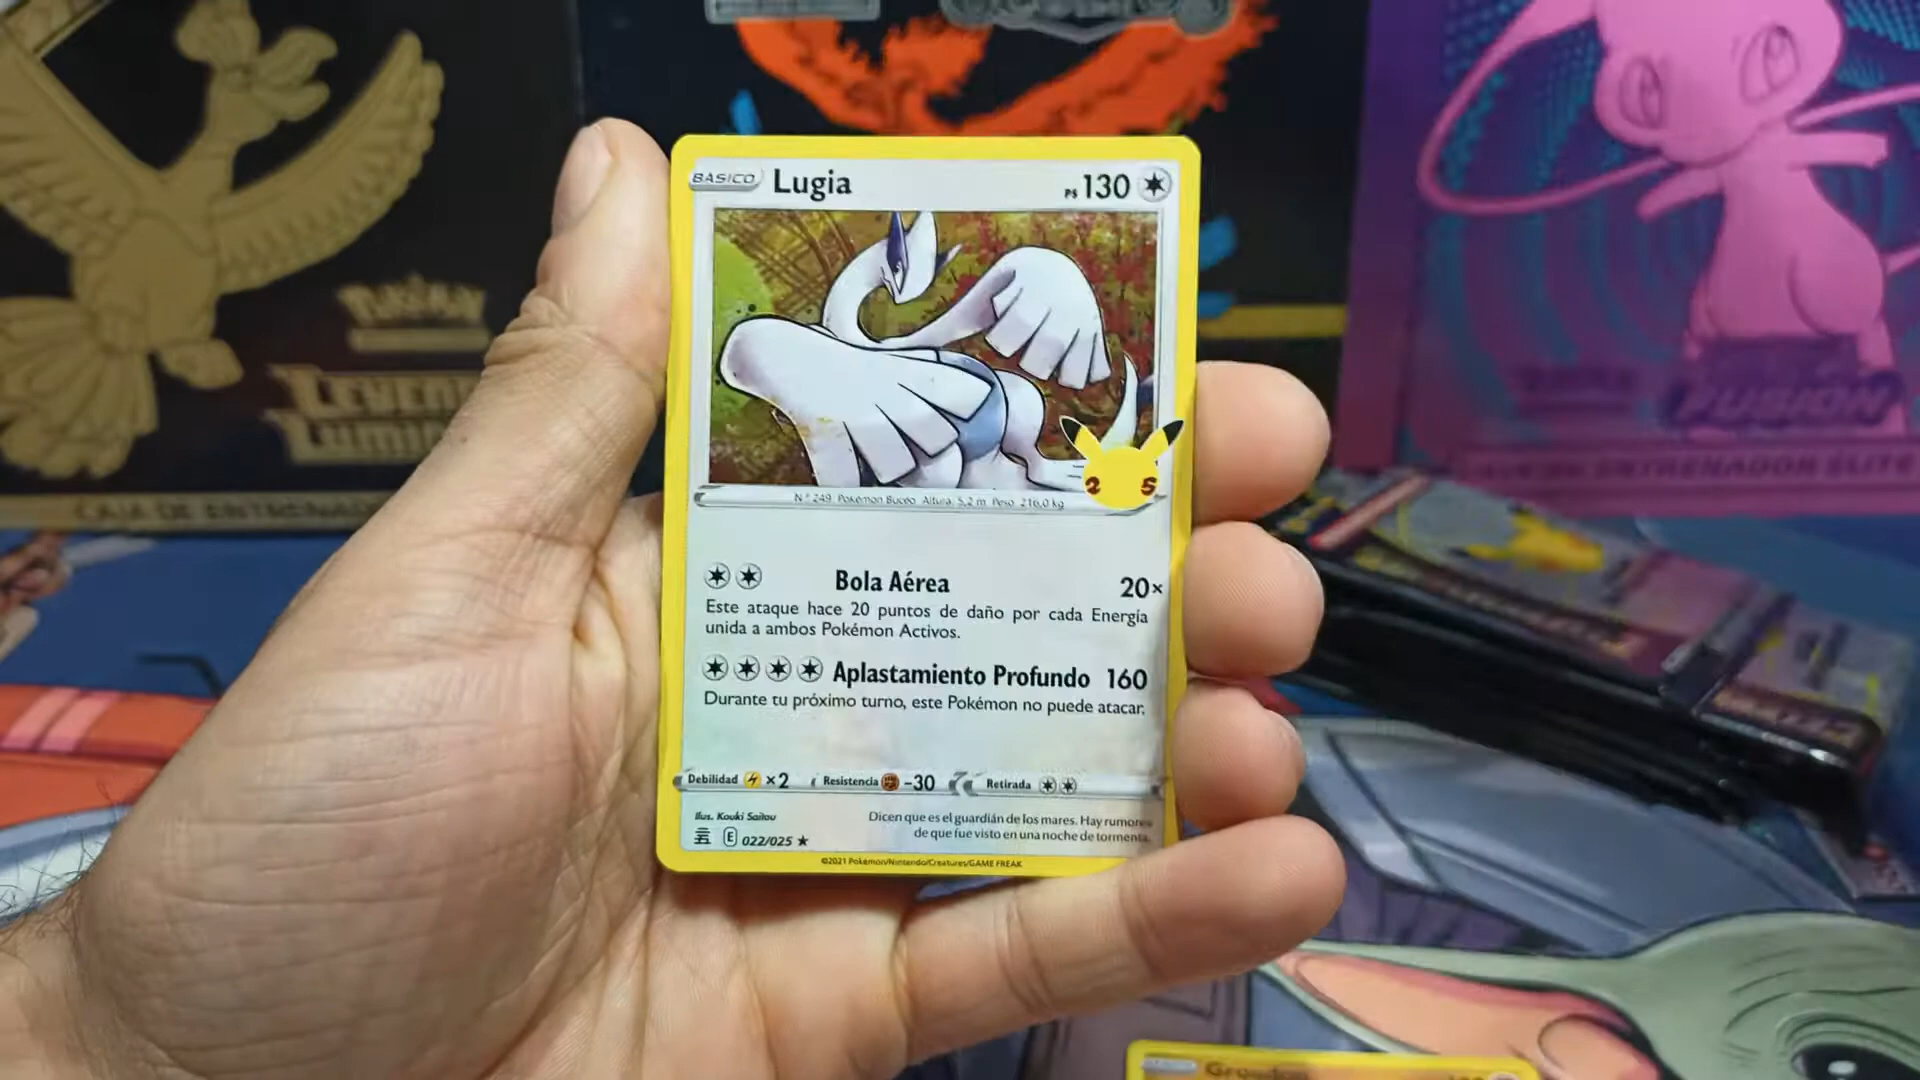 BÁSICO Lugia PS 130
N.º 249 Pokémon Buceo Altura: 5,2 m Peso: 216,0 kg
25
Bola Aérea 20×
Este ataque hace 20 puntos de daño por cada Energía
unida a ambos Pokémon Activos.
Aplastamiento Profundo 160
Durante tu próximo turno, este Pokémon no puede atacar.
Debilidad ×2 Resistencia -30 Retirada
Ilus. Kouki Saitou
Dicen que es el guardián de los mares. Hay rumores
de que fue visto en una noche de tormenta.
E 022/025
©2021 Pokémon/Nintendo/Creatures/GAME FREAK
POKÉMON
CAJA DE
FUSION
ENTRENADOR ÉLITE